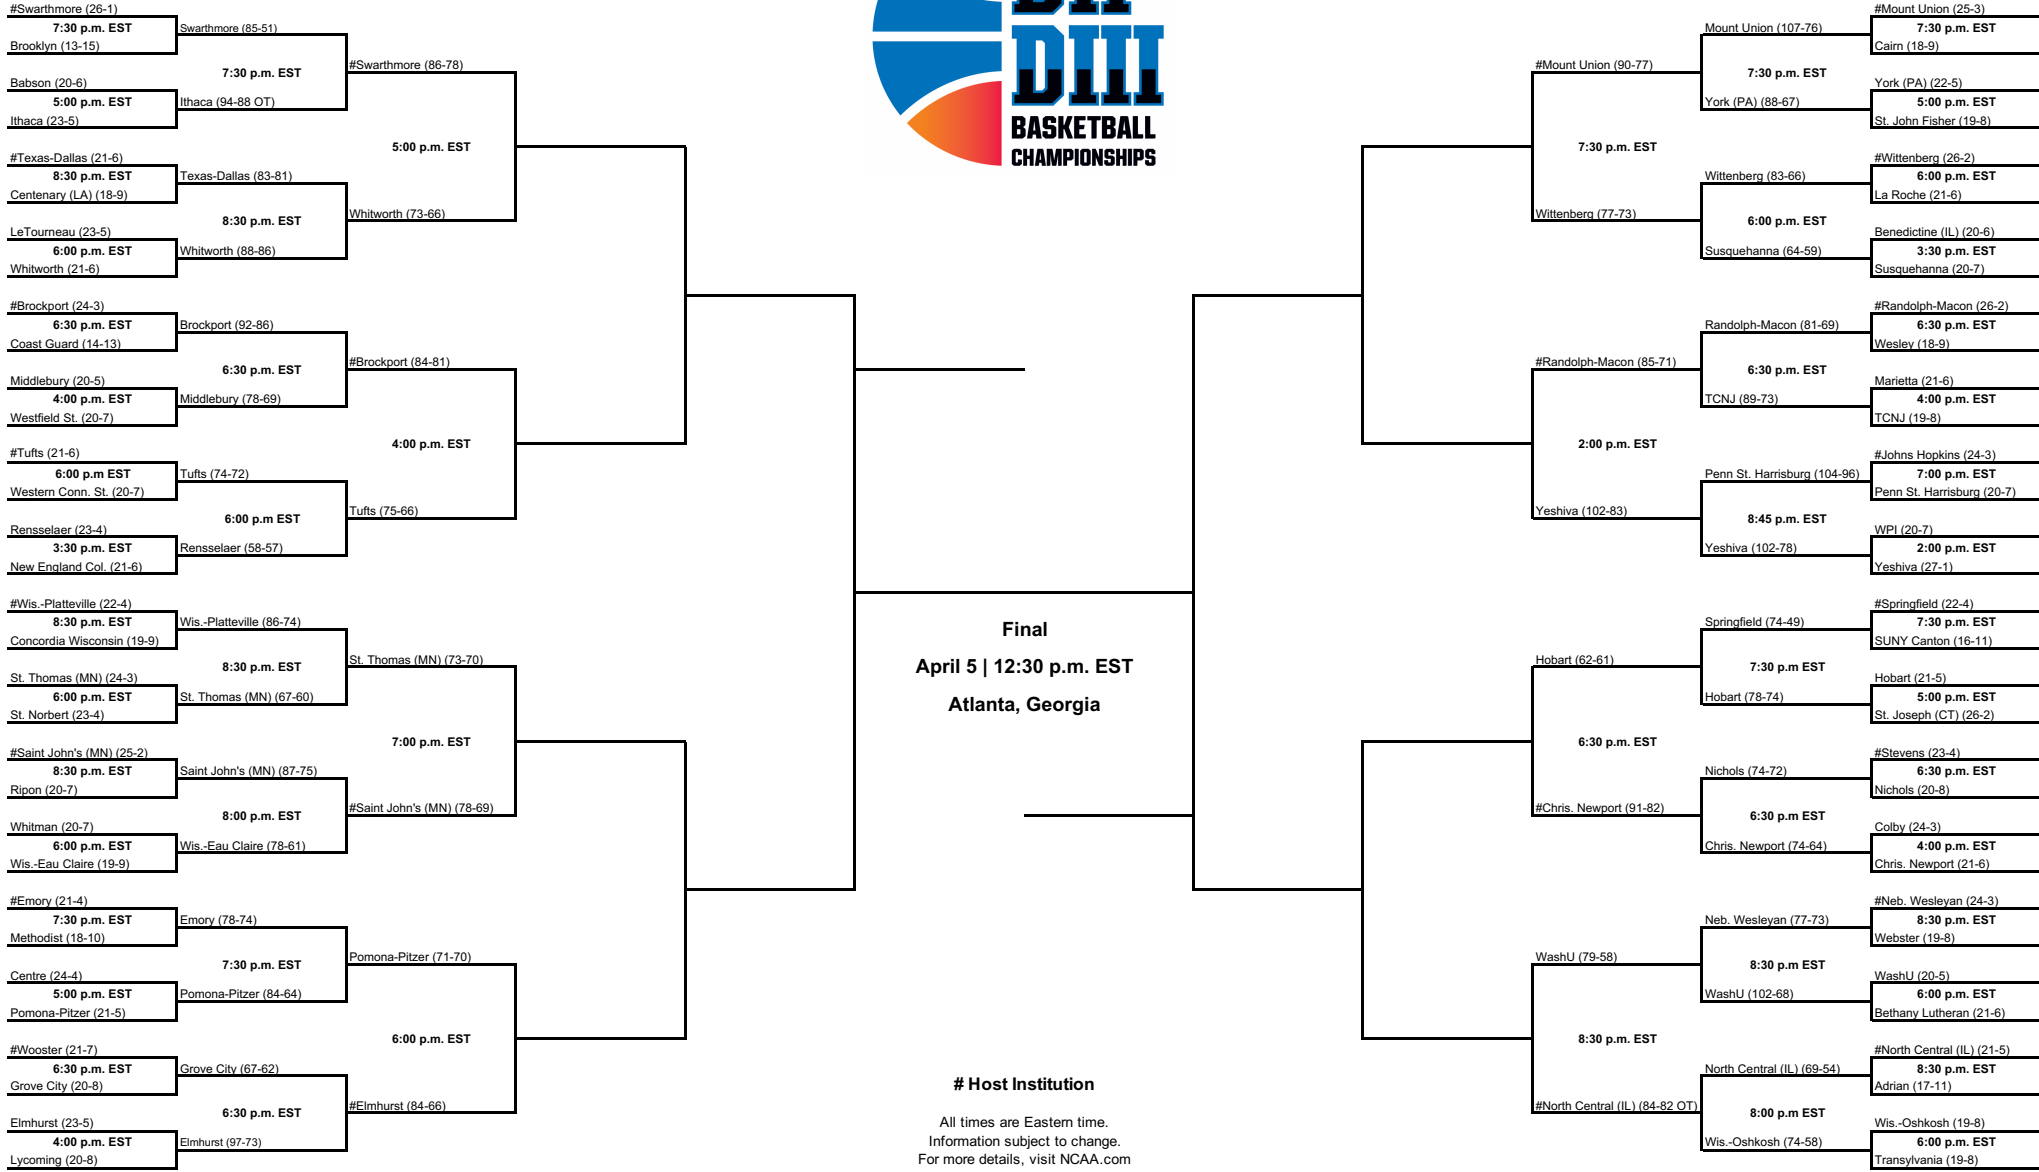 #Swarthmore (26-1)
7:30 p.m. EST
Brooklyn (13-15)
Babson (20-6)
5:00 p.m. EST
Ithaca (23-5)
#Texas-Dallas (21-6)
8:30 p.m. EST
Centenary (LA) (18-9)
LeTourneau (23-5)
6:00 p.m. EST
Whitworth (21-6)
#Brockport (24-3)
6:30 p.m. EST
Coast Guard (14-13)
Middlebury (20-5)
4:00 p.m. EST
Westfield St. (20-7)
#Tufts (21-6)
6:00 p.m EST
Western Conn. St. (20-7)
Rensselaer (23-4)
3:30 p.m. EST
New England Col. (21-6)
#Wis.-Platteville (22-4)
8:30 p.m. EST
Concordia Wisconsin (19-9)
St. Thomas (MN) (24-3)
6:00 p.m. EST
St. Norbert (23-4)
#Saint John's (MN) (25-2)
8:30 p.m. EST
Ripon (20-7)
Whitman (20-7)
6:00 p.m. EST
Wis.-Eau Claire (19-9)
#Emory (21-4)
7:30 p.m. EST
Methodist (18-10)
Centre (24-4)
5:00 p.m. EST
Pomona-Pitzer (21-5)
#Wooster (21-7)
6:30 p.m. EST
Grove City (20-8)
Elmhurst (23-5)
4:00 p.m. EST
Lycoming (20-8)
Swarthmore (85-51)
7:30 p.m. EST
Ithaca (94-88 OT)
Texas-Dallas (83-81)
8:30 p.m. EST
Whitworth (88-86)
Brockport (92-86)
6:30 p.m. EST
Middlebury (78-69)
Tufts (74-72)
6:00 p.m EST
Rensselaer (58-57)
Wis.-Platteville (86-74)
8:30 p.m. EST
St. Thomas (MN) (67-60)
Saint John's (MN) (87-75)
8:00 p.m. EST
Wis.-Eau Claire (78-61)
Emory (78-74)
7:30 p.m. EST
Pomona-Pitzer (84-64)
Grove City (67-62)
6:30 p.m. EST
Elmhurst (97-73)
#Swarthmore (86-78)
5:00 p.m. EST
Whitworth (73-66)
#Brockport (84-81)
4:00 p.m. EST
Tufts (75-66)
St. Thomas (MN) (73-70)
7:00 p.m. EST
#Saint John's (MN) (78-69)
Pomona-Pitzer (71-70)
6:00 p.m. EST
#Elmhurst (84-66)
DII
DIII
BASKETBALL
CHAMPIONSHIPS
Final
April 5 | 12:30 p.m. EST
Atlanta, Georgia
# Host Institution
All times are Eastern time.
Information subject to change.
For more details, visit NCAA.com
#Mount Union (90-77)
7:30 p.m. EST
Wittenberg (77-73)
#Randolph-Macon (85-71)
2:00 p.m. EST
Yeshiva (102-83)
Hobart (62-61)
6:30 p.m. EST
#Chris. Newport (91-82)
WashU (79-58)
8:30 p.m. EST
#North Central (IL) (84-82 OT)
Mount Union (107-76)
7:30 p.m. EST
York (PA) (88-67)
Wittenberg (83-66)
6:00 p.m. EST
Susquehanna (64-59)
Randolph-Macon (81-69)
6:30 p.m. EST
TCNJ (89-73)
Penn St. Harrisburg (104-96)
8:45 p.m. EST
Yeshiva (102-78)
Springfield (74-49)
7:30 p.m EST
Hobart (78-74)
Nichols (74-72)
6:30 p.m EST
Chris. Newport (74-64)
Neb. Wesleyan (77-73)
8:30 p.m EST
WashU (102-68)
North Central (IL) (69-54)
8:00 p.m EST
Wis.-Oshkosh (74-58)
#Mount Union (25-3)
7:30 p.m. EST
Cairn (18-9)
York (PA) (22-5)
5:00 p.m. EST
St. John Fisher (19-8)
#Wittenberg (26-2)
6:00 p.m. EST
La Roche (21-6)
Benedictine (IL) (20-6)
3:30 p.m. EST
Susquehanna (20-7)
#Randolph-Macon (26-2)
6:30 p.m. EST
Wesley (18-9)
Marietta (21-6)
4:00 p.m. EST
TCNJ (19-8)
#Johns Hopkins (24-3)
7:00 p.m. EST
Penn St. Harrisburg (20-7)
WPI (20-7)
2:00 p.m. EST
Yeshiva (27-1)
#Springfield (22-4)
7:30 p.m. EST
SUNY Canton (16-11)
Hobart (21-5)
5:00 p.m. EST
St. Joseph (CT) (26-2)
#Stevens (23-4)
6:30 p.m. EST
Nichols (20-8)
Colby (24-3)
4:00 p.m. EST
Chris. Newport (21-6)
#Neb. Wesleyan (24-3)
8:30 p.m. EST
Webster (19-8)
WashU (20-5)
6:00 p.m. EST
Bethany Lutheran (21-6)
#North Central (IL) (21-5)
8:30 p.m. EST
Adrian (17-11)
Wis.-Oshkosh (19-8)
6:00 p.m. EST
Transylvania (19-8)